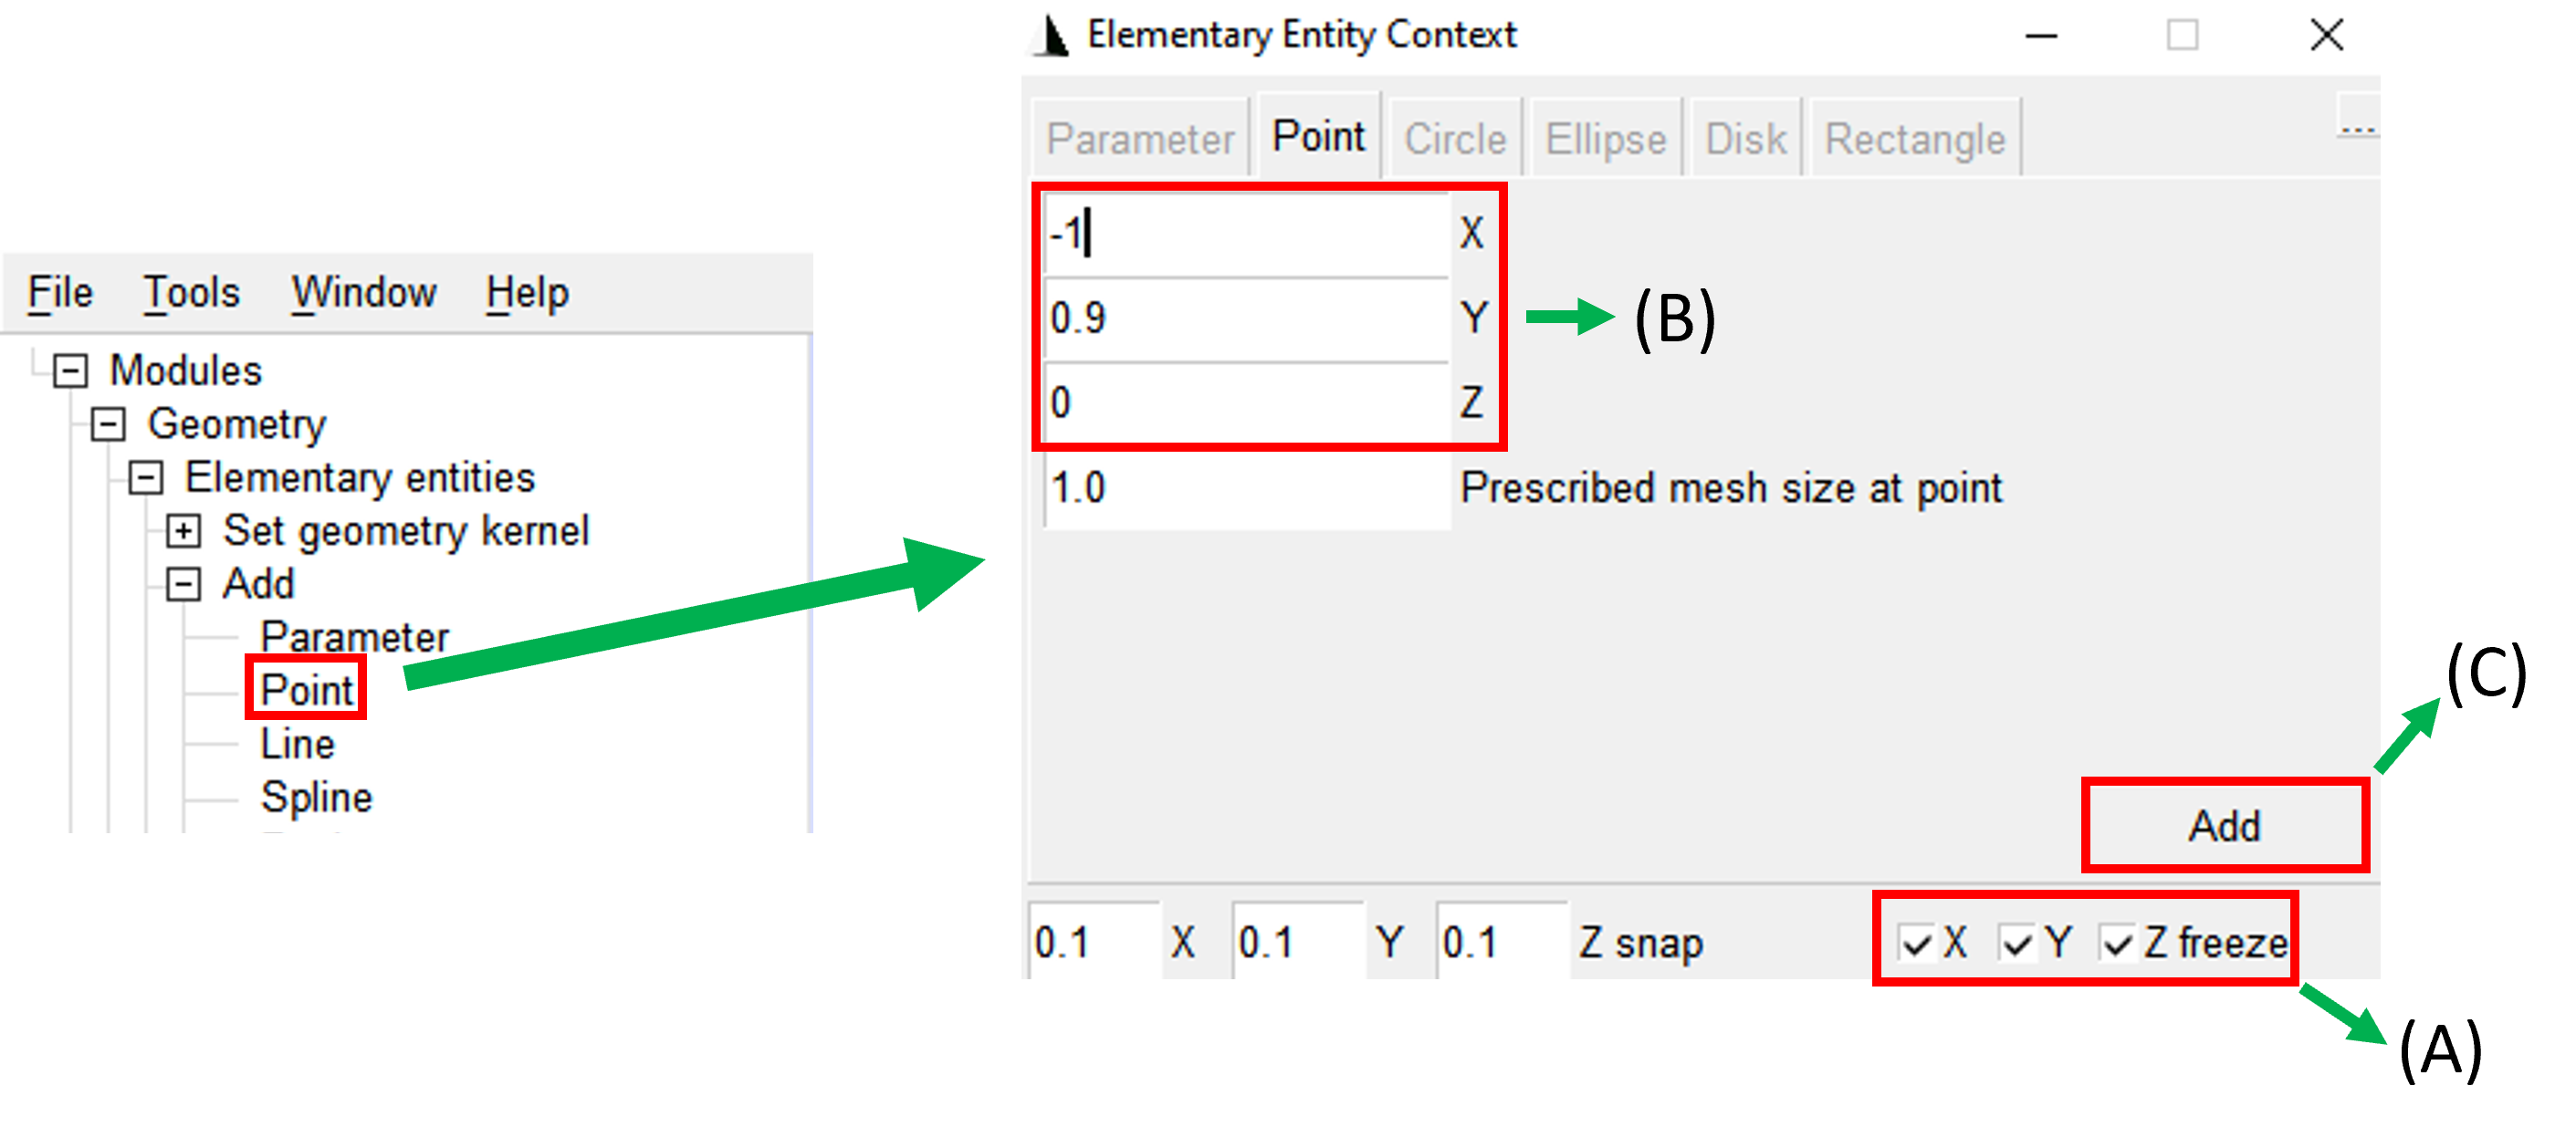 File Tools Window Help
Modules
Geometry
Elementary entities
Set geometry kernel
Add
Parameter
Point
Line
Spline
Elementary Entity Context
Parameter Point Circle Ellipse Disk Rectangle ...
-1 X
0.9 Y
0 Z
(B)
1.0 Prescribed mesh size at point
(C)
Add
0.1 X 0.1 Y 0.1 Z snap X Y Z freeze
(A)